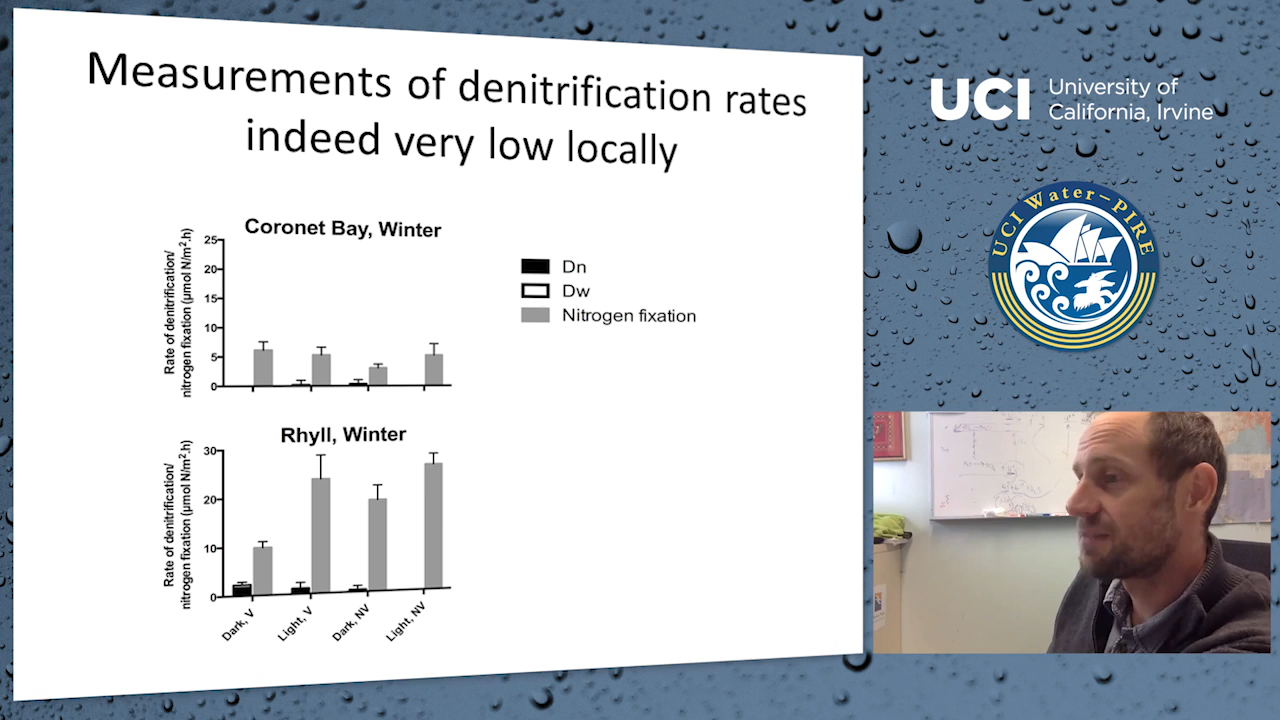 Measurements of denitrification rates
indeed very low locally
UCI University of
California, Irvine
UCI Water-PIRE
Coronet Bay, Winter
Rate of denitrification/
nitrogen fixation (µmol N/m².h)
25
20
15
10
5
0
Dn
Dw
Nitrogen fixation
Rhyll, Winter
Rate of denitrification/
nitrogen fixation (µmol N/m².h)
30
20
10
0
Dark, V
Light, V
Dark, NV
Light, NV